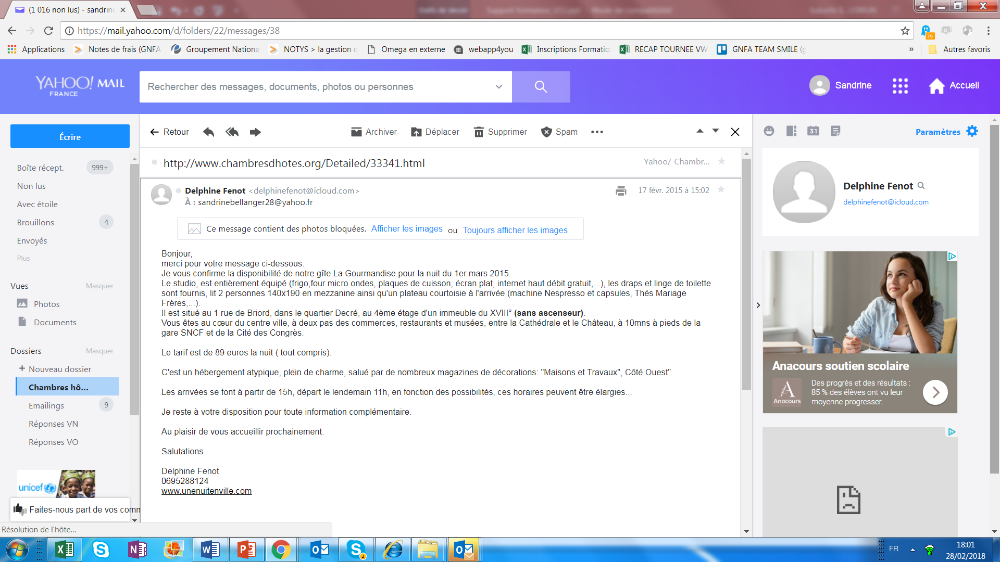 (1 016 non lus) - sandrine
https://mail.yahoo.com/d/folders/22/messages/38
79
Applications
Notes de frais (GNFA
Groupement Nationa
NOTYS > la gestion d
Omega en externe
webapp4you
Inscriptions Formatio
RECAP TOURNEE VW
GNFA TEAM SMILE (g
»
Autres favoris
YAHOO! MAIL
FRANCE
Rechercher des messages, documents, photos ou personnes
Sandrine
Accueil
Écrire
Boîte récept. 999+
Non lus
Avec étoile
Brouillons 4
Envoyés
Plus
Vues Masquer
Photos
Documents
Dossiers Masquer
+ Nouveau dossier
Chambres hô...
Emailings 9
Réponses VN
Réponses VO
unicef
Faites-nous part de vos comm
Résolution de l'hôte...
Retour
Archiver
Déplacer
Supprimer
Spam
http://www.chambresdhotes.org/Detailed/33341.html
Yahoo/ Chambr...
Delphine Fenot <delphinefenot@icloud.com>
17 févr. 2015 à 15:02
À : sandrinebellanger28@yahoo.fr
Ce message contient des photos bloquées. Afficher les images ou Toujours afficher les images
Bonjour,
merci pour votre message ci-dessous.
Je vous confirme la disponibilité de notre gîte La Gourmandise pour la nuit du 1er mars 2015.
Le studio, est entièrement équipé (frigo,four micro ondes, plaques de cuisson, écran plat, internet haut débit gratuit,...), les draps et linge de toilette
sont fournis, lit 2 personnes 140x190 en mezzanine ainsi qu'un plateau courtoisie à l'arrivée (machine Nespresso et capsules, Thés Mariage
Frères,...).
Il est situé au 1 rue de Briord, dans le quartier Decré, au 4ème étage d'un immeuble du XVIII° (sans ascenseur).
Vous êtes au cœur du centre ville, à deux pas des commerces, restaurants et musées, entre la Cathédrale et le Château, à 10mns à pieds de la
gare SNCF et de la Cité des Congrès.
Le tarif est de 89 euros la nuit ( tout compris).
C'est un hébergement atypique, plein de charme, salué par de nombreux magazines de décorations: "Maisons et Travaux", Côté Ouest".
Les arrivées se font à partir de 15h, départ le lendemain 11h, en fonction des possibilités, ces horaires peuvent être élargies...
Je reste à votre disposition pour toute information complémentaire.
Au plaisir de vous accueillir prochainement.
Salutations
Delphine Fenot
0695288124
www.unenuitenville.com
31
Paramètres
Delphine Fenot
delphinefenot@icloud.com
Anacours soutien scolaire
Anacours
Des progrès et des résultats :
85 % des élèves ont vu leur
moyenne progresser.
3
FR
18:01
28/02/2018